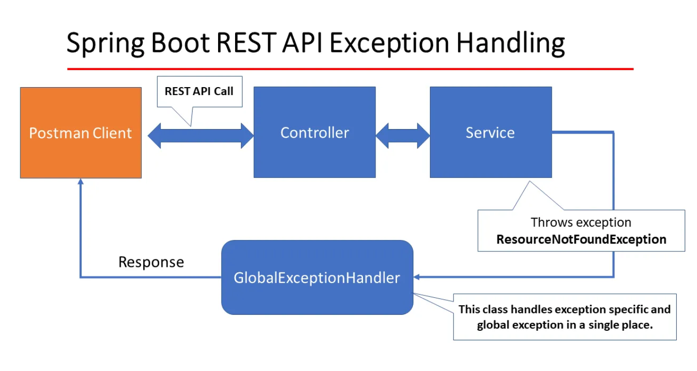 Spring Boot REST API Exception Handling
REST API Call
Postman Client
Controller
Service
Throws exception
ResourceNotFoundException
Response
GlobalExceptionHandler
This class handles exception specific and
global exception in a single place.